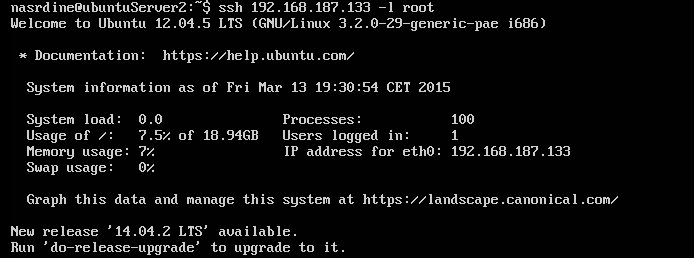 nasrdine@ubuntuServer2:~$ ssh 192.168.187.133 -l root
Welcome to Ubuntu 12.04.5 LTS (GNU/Linux 3.2.0-29-generic-pae i686)
* Documentation:  https://help.ubuntu.com/
System information as of Fri Mar 13 19:30:54 CET 2015
System load:  0.0               Processes:           100
Usage of /:   7.5% of 18.94GB   Users logged in:     1
Memory usage: 7%                IP address for eth0: 192.168.187.133
Swap usage:   0%
Graph this data and manage this system at https://landscape.canonical.com/
New release '14.04.2 LTS' available.
Run 'do-release-upgrade' to upgrade to it.